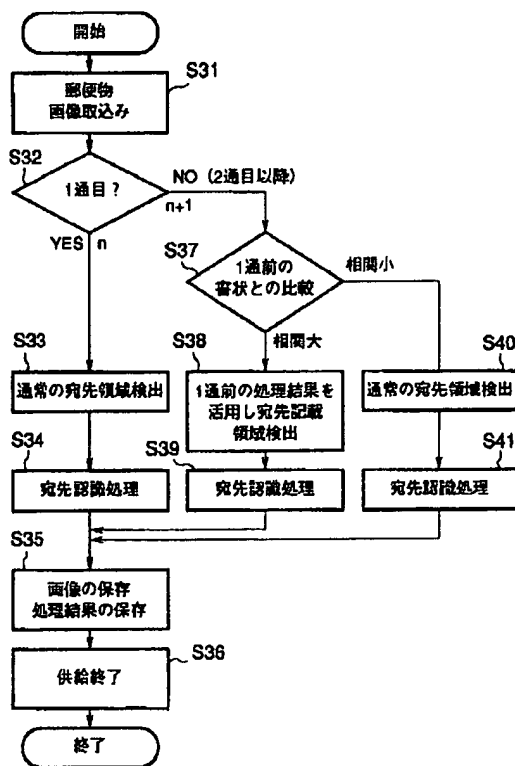 開始
S31
郵便物
画像取込み
S32
1通目?
NO (2通目以降)
n+1
YES n
S37
1通前の
書状との比較
相関小
相関大
S33
通常の宛先領域検出
S38
1通前の処理結果を
活用し宛先記載
領域検出
S40
通常の宛先領域検出
S34
宛先認識処理
S39
宛先認識処理
S41
宛先認識処理
S35
画像の保存
処理結果の保存
S36
供給終了
終了